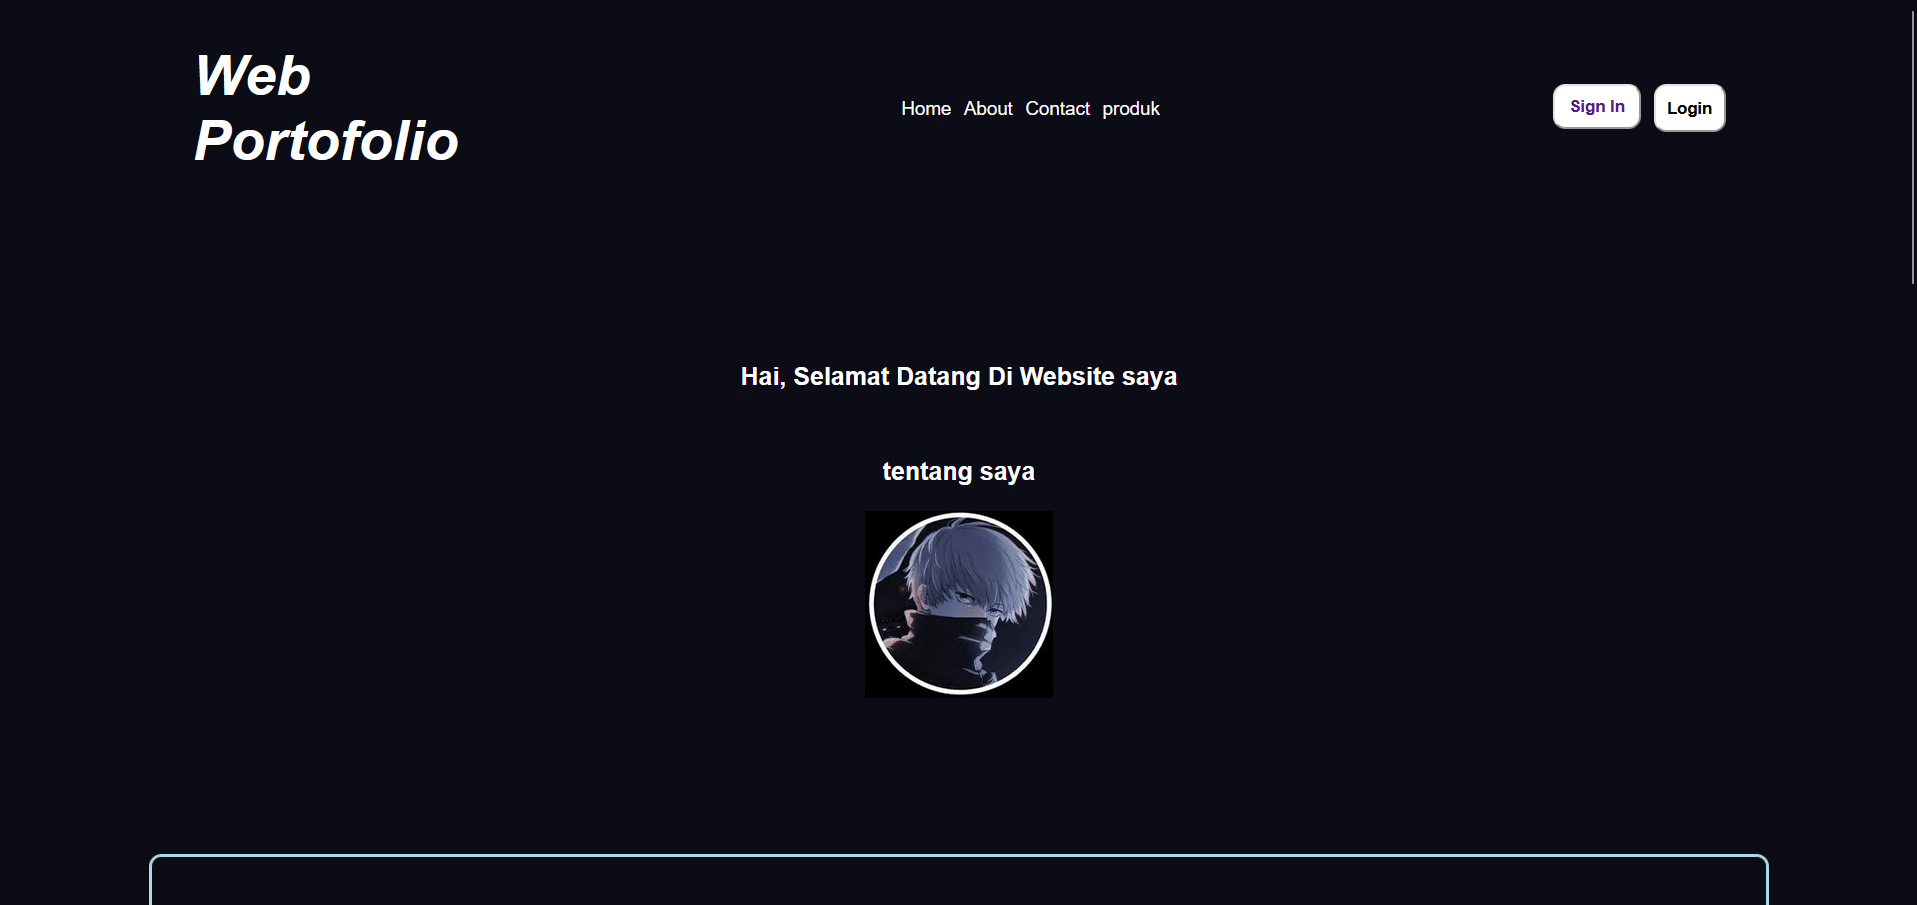 Web
Portofolio
Home About Contact produk
Sign In Login
Hai, Selamat Datang Di Website saya
tentang saya